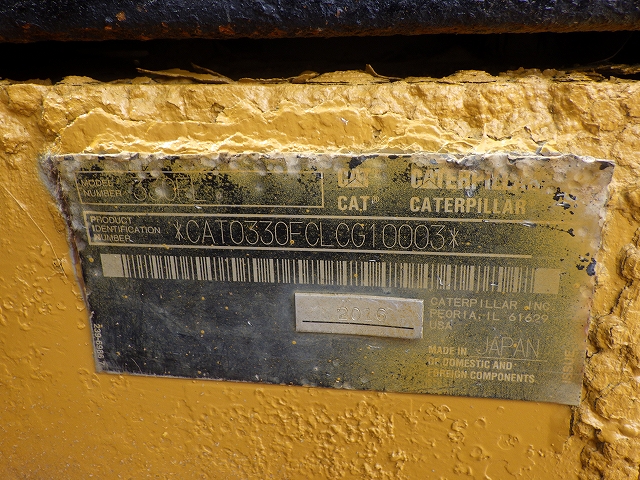 MODEL NUMBER 330F L
CAT CATERPILLAR
CAT® CATERPILLAR
PRODUCT IDENTIFICATION NUMBER *CAT0330FCLCG10003*
2016
CATERPILLAR INC.
PEORIA, IL 61629
USA
MADE IN JAPAN
OF DOMESTIC AND
FOREIGN COMPONENTS